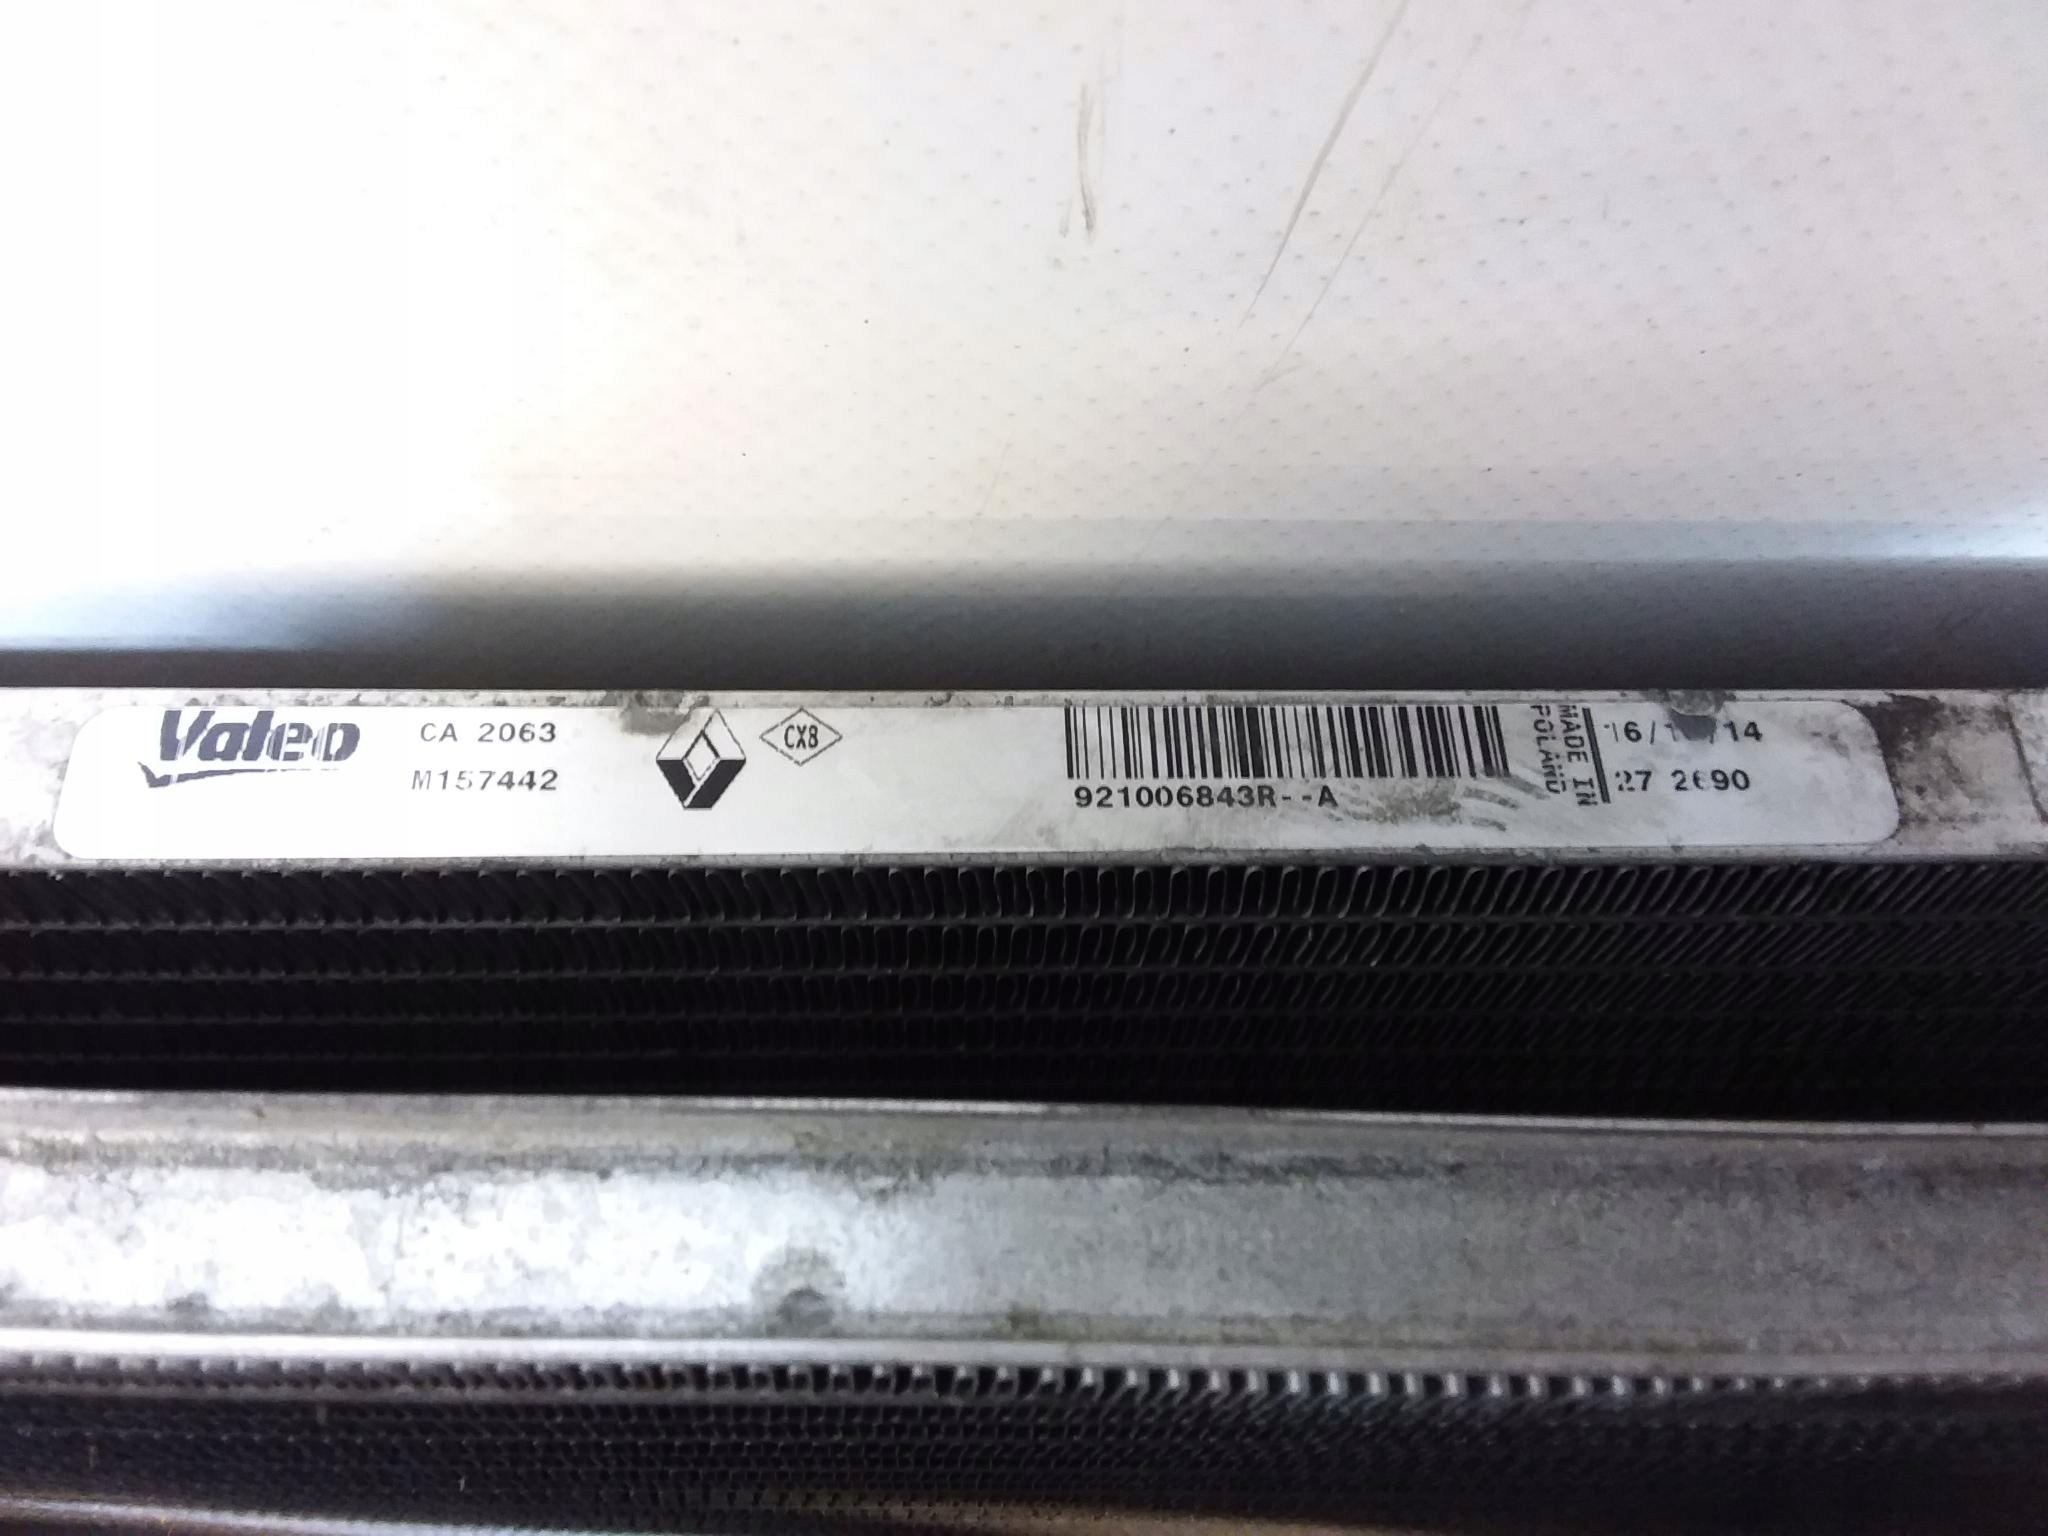 Valeo
CA 2063
M157442
CX8
921006843R--A
MADE IN
POLAND
27 2690